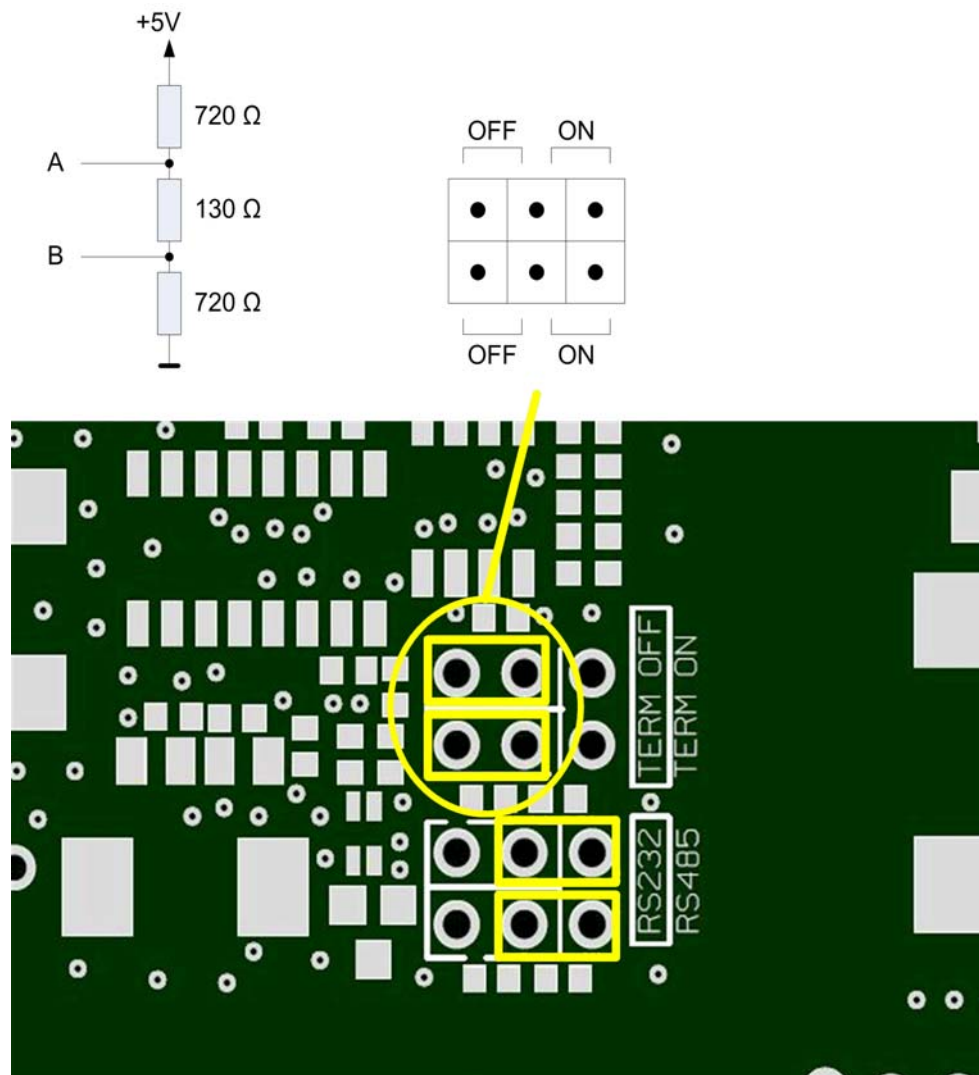 +5V
720 Ω
A
130 Ω
B
720 Ω
OFF ON
OFF ON
TERM OFF
TERM ON
RS232
RS485